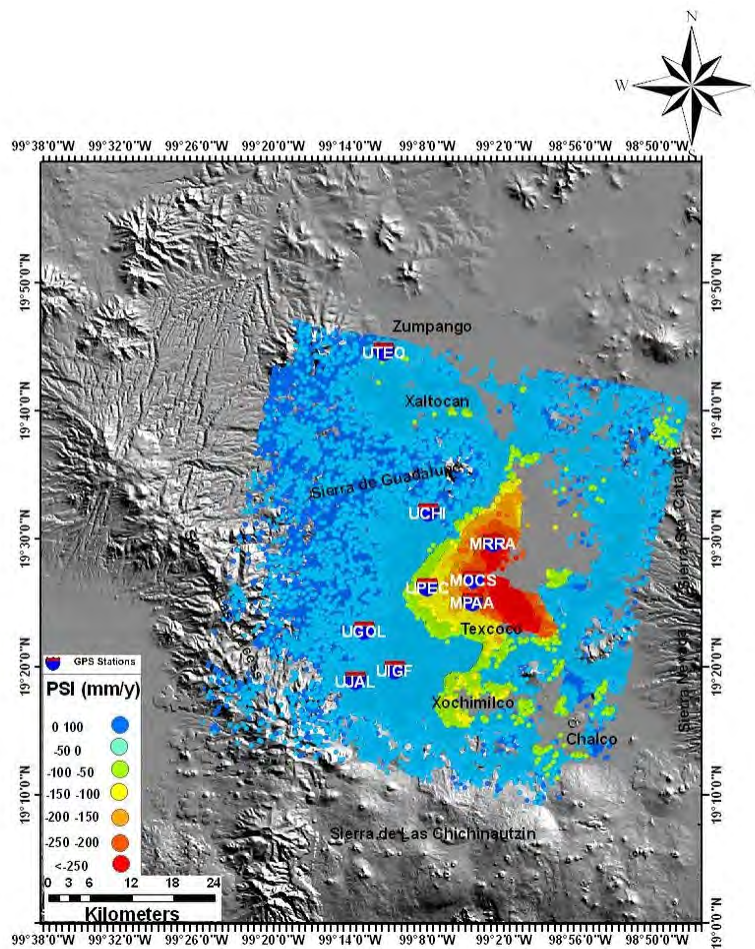 N
W
S
99°38'0"W 99°32'0"W 99°26'0"W 99°20'0"W 99°14'0"W 99°8'0"W 99°2'0"W 98°56'0"W 98°50'0"W
19°50'0"N 19°50'0"N
Zumpango
UTEO
Xaltocan
19°40'0"N 19°40'0"N
Sierra de Guadalupe
Sierra Sta Catarina
UCHI
19°30'0"N 19°30'0"N
MRRA
UPEC MOCS
MPAA
UGOL Texcoco
19°20'0"N 19°20'0"N
UJAL UIGF
Sierra Nevada
Xochimilco
Chalco
19°10'0"N 19°10'0"N
Sierra de Las Chichinautzin
19°0'0"N 19°0'0"N
GPS Stations
PSI (mm/y)
0 100
-50 0
-100 -50
-150 -100
-200 -150
-250 -200
<-250
0 3 6 12 18 24
Kilometers
99°38'0"W 99°32'0"W 99°26'0"W 99°20'0"W 99°14'0"W 99°8'0"W 99°2'0"W 98°56'0"W 98°50'0"W